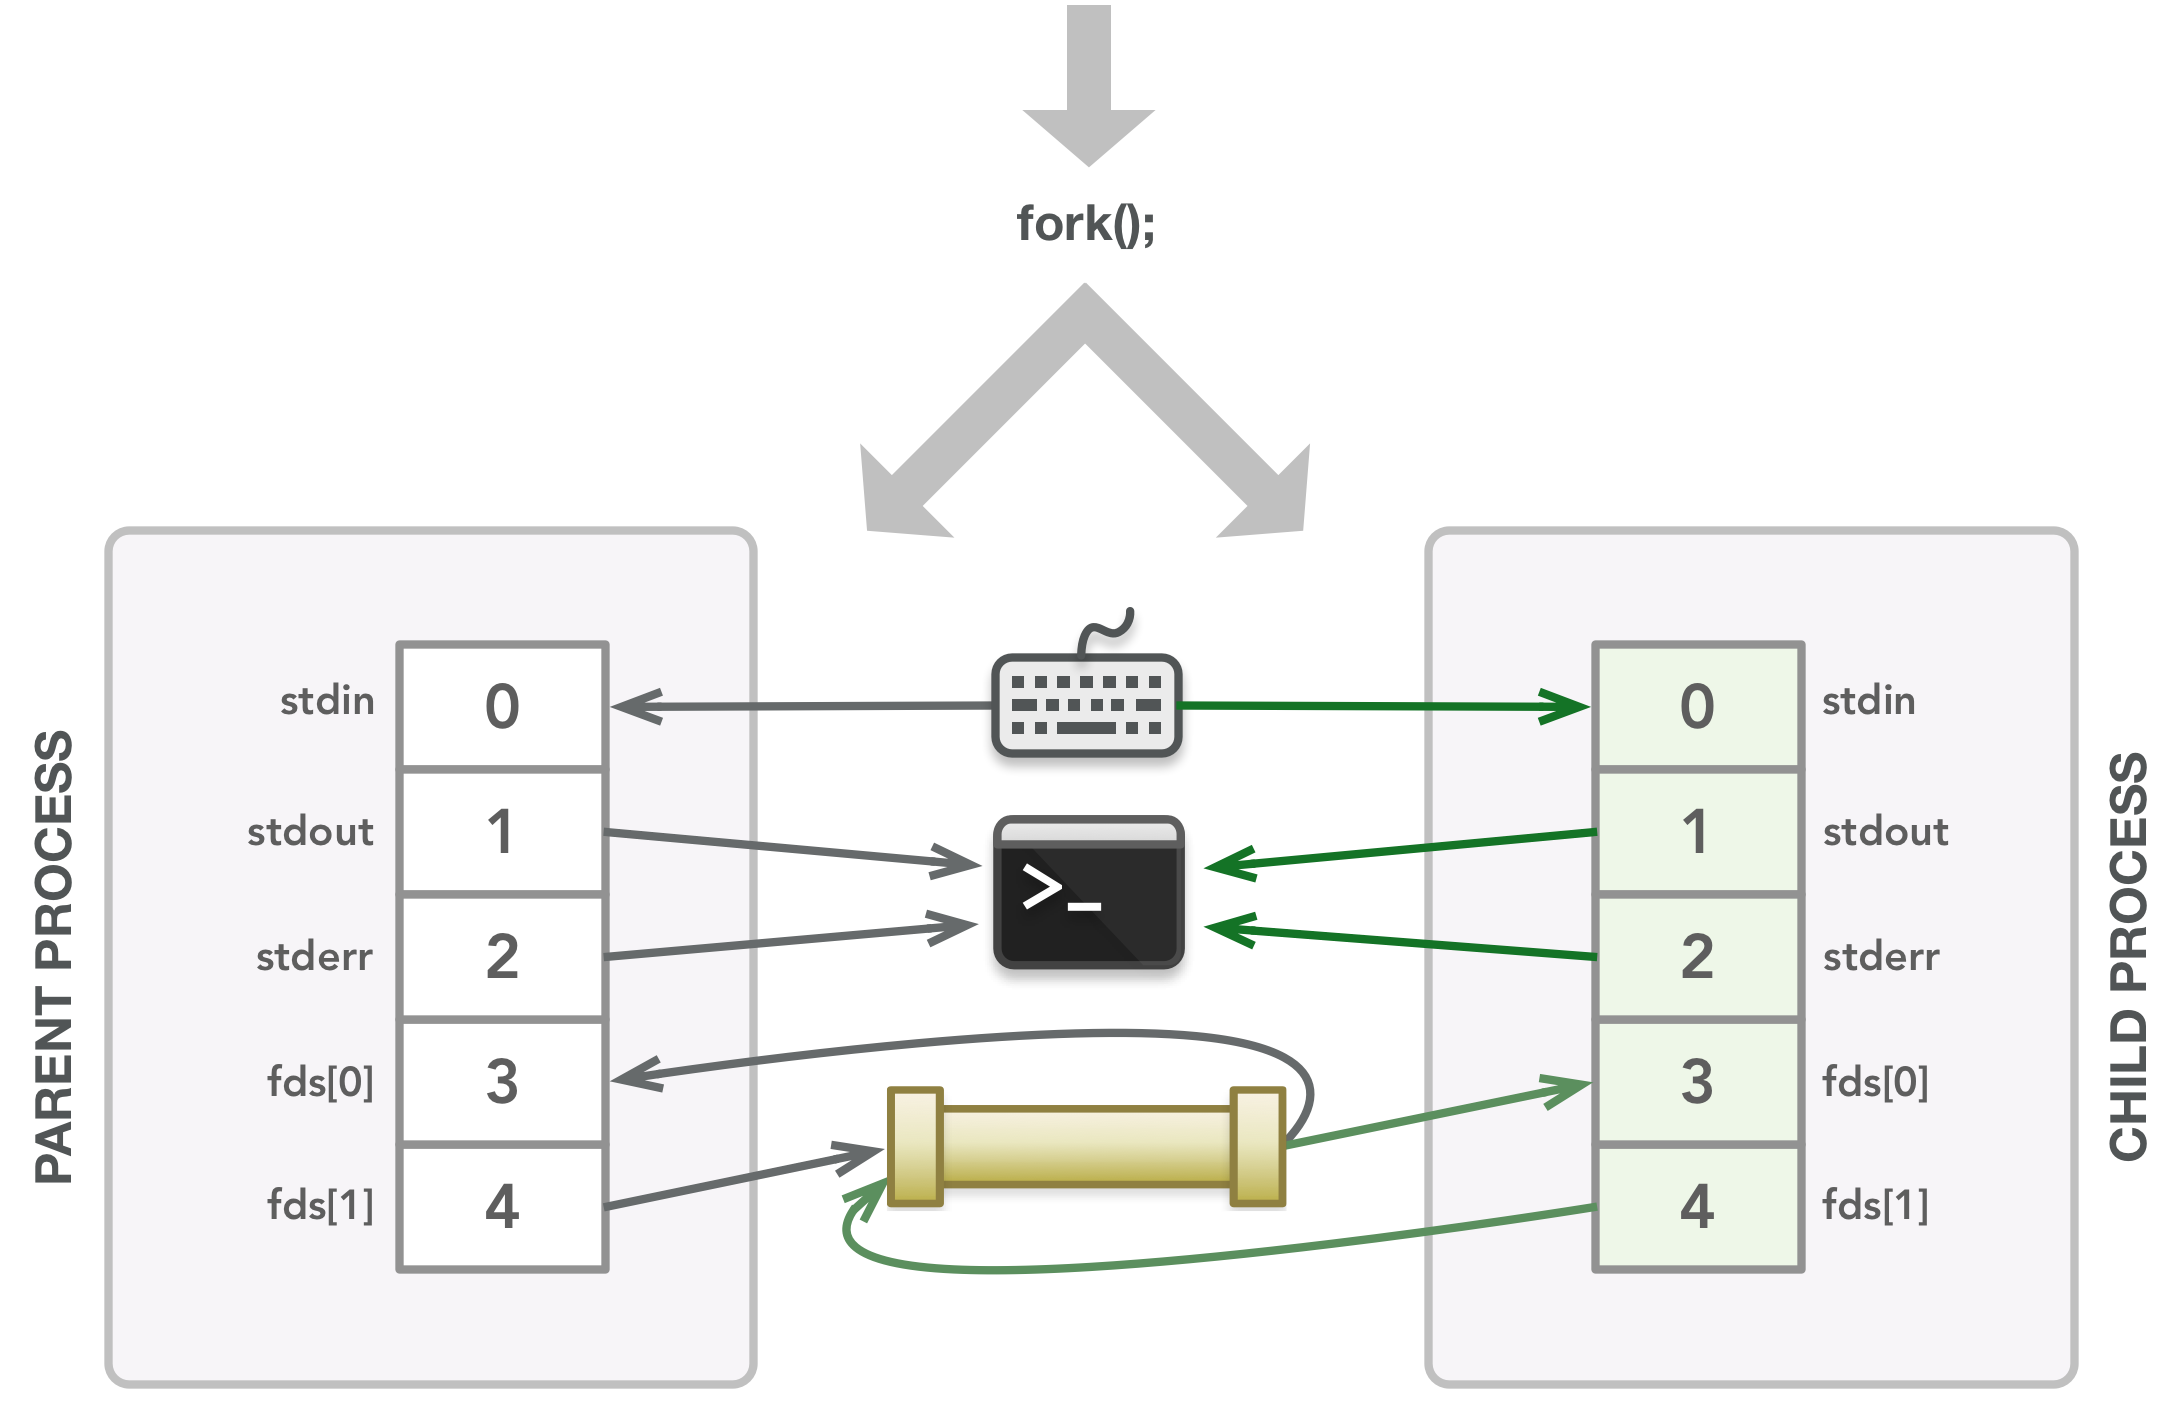 fork();
PARENT PROCESS
stdin 0
stdout 1
stderr 2
fds[0] 3
fds[1] 4
>_
0 stdin
1 stdout
2 stderr
3 fds[0]
4 fds[1]
CHILD PROCESS